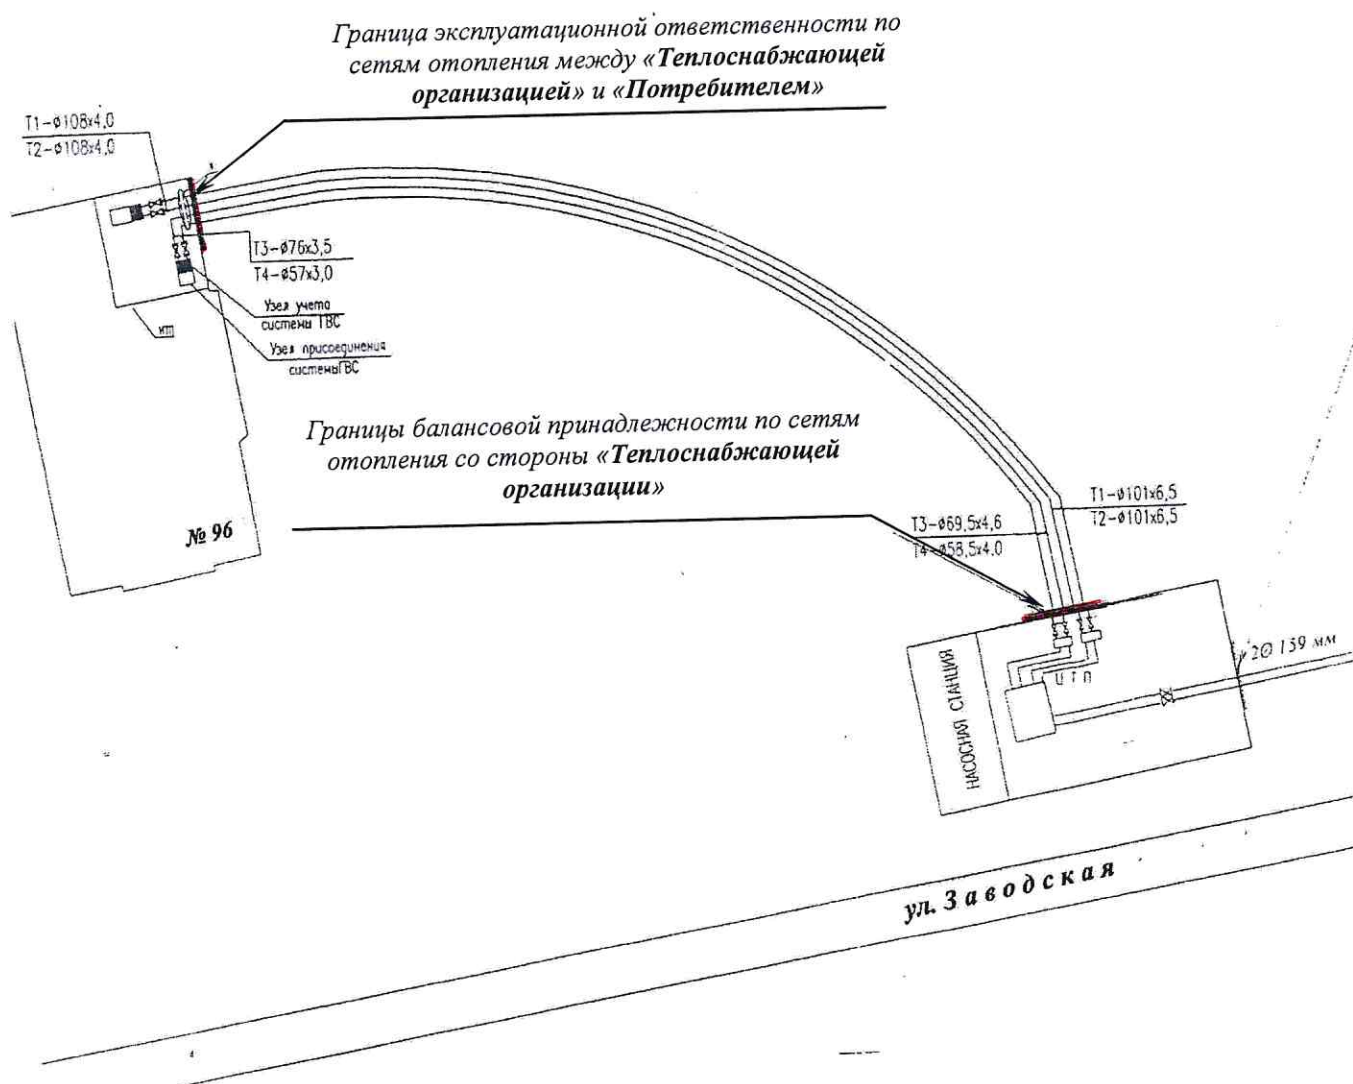 Граница эксплуатационной ответственности по
сетям отопления между «Теплоснабжающей
организацией» и «Потребителем»
Т1-ø108х4,0
Т2-ø108х4,0
Т3-ø76х3,5
Т4-ø57х3,0
Узел учета
системы ГВС
ИТП
Узел присоединения
системыГВС
Границы балансовой принадлежности по сетям
отопления со стороны «Теплоснабжающей
организации»
№ 96
Т1-ø101х6,5
Т2-ø101х6,5
Т3-ø69,5х4,6
Т4-ø58,5х4.0
НАСОСНАЯ СТАНЦИЯ
Ц Т П
2Ø 159 мм
ул. Заводская